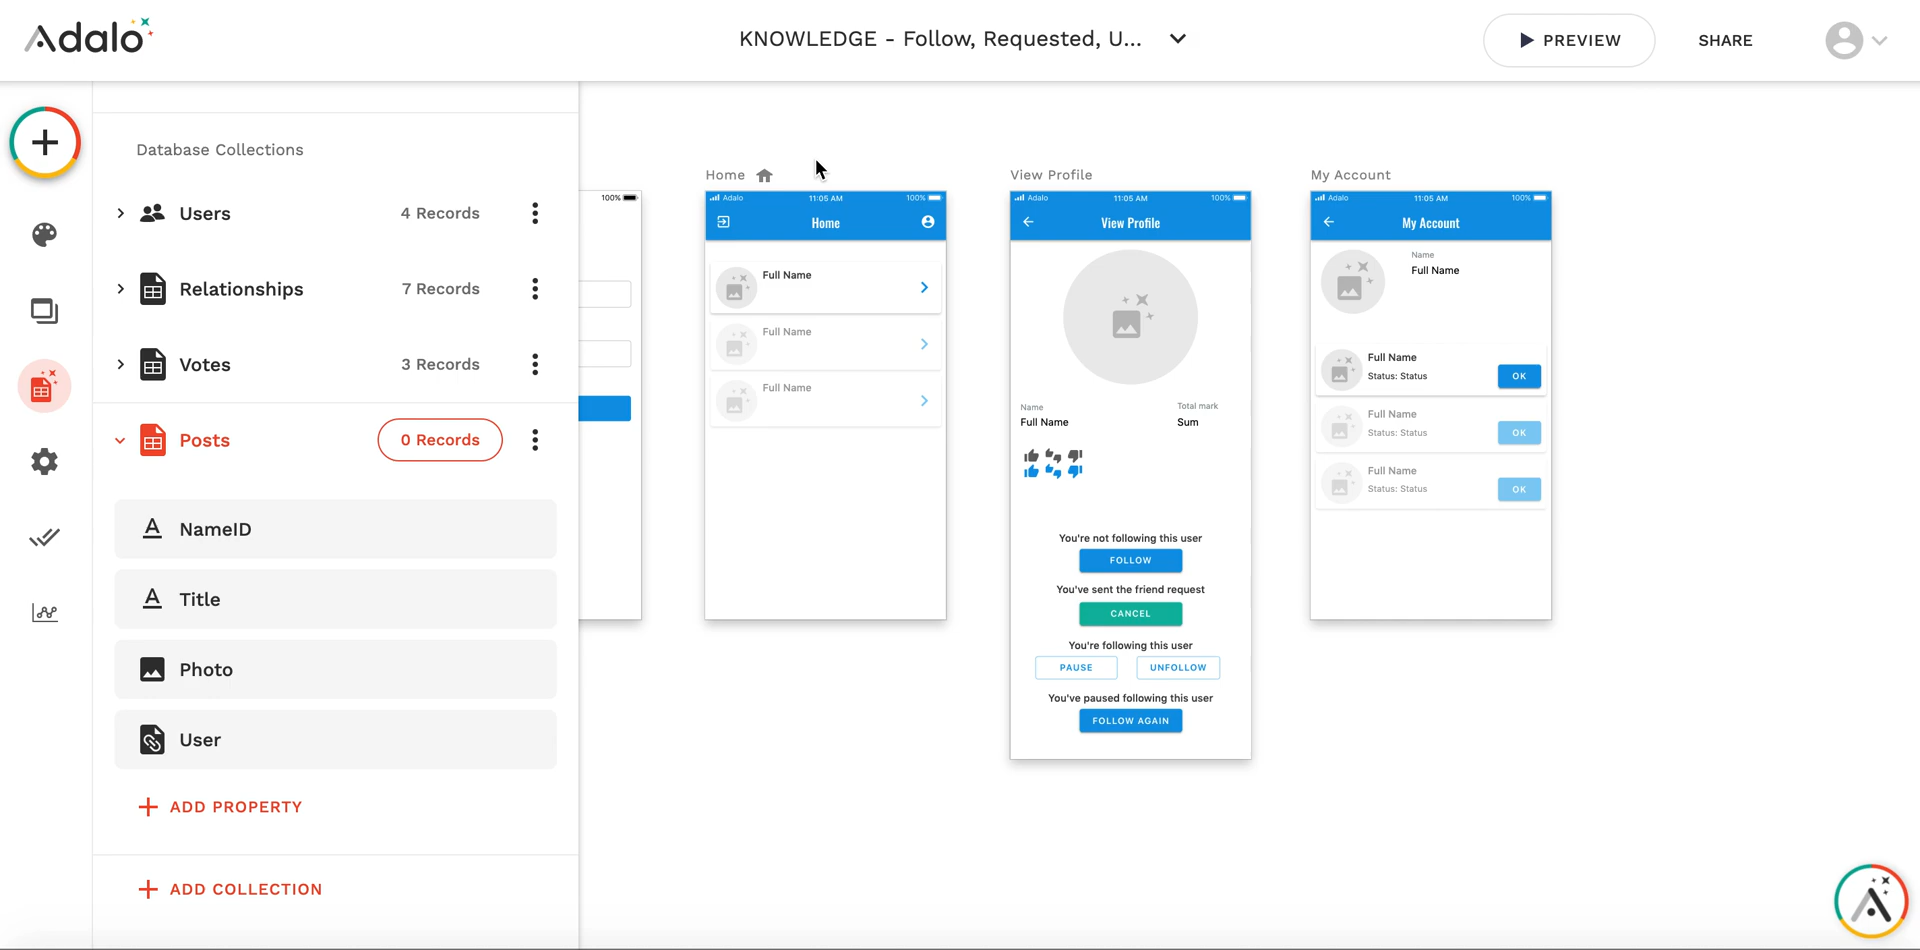 Adalo
KNOWLEDGE - Follow, Requested, U...
PREVIEW
SHARE
Database Collections
Users
4 Records
Relationships
7 Records
Votes
3 Records
Posts
0 Records
NameID
Title
Photo
User
ADD PROPERTY
ADD COLLECTION
100%
Home
Adalo
11:05 AM
100%
Home
Full Name
Full Name
Full Name
View Profile
Adalo
11:05 AM
100%
View Profile
Name
Full Name
Total mark
Sum
You're not following this user
FOLLOW
You've sent the friend request
CANCEL
You're following this user
PAUSE
UNFOLLOW
You've paused following this user
FOLLOW AGAIN
My Account
Adalo
11:05 AM
100%
My Account
Name
Full Name
Full Name
Status: Status
OK
Full Name
Status: Status
OK
Full Name
Status: Status
OK